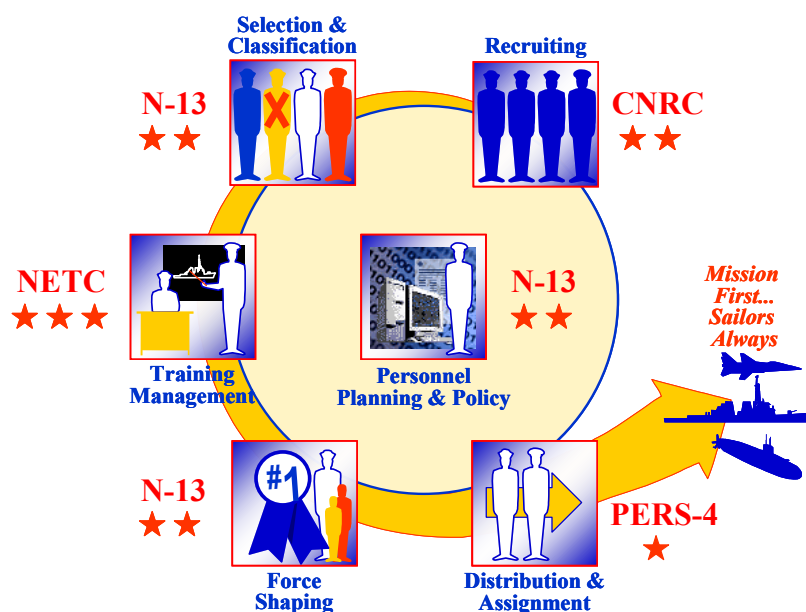 Selection &
Classification
Recruiting
N-13
CNRC
NETC
N-13
Mission
First...
Sailors
Always
Training
Management
Personnel
Planning & Policy
#1
N-13
PERS-4
Force
Shaping
Distribution &
Assignment